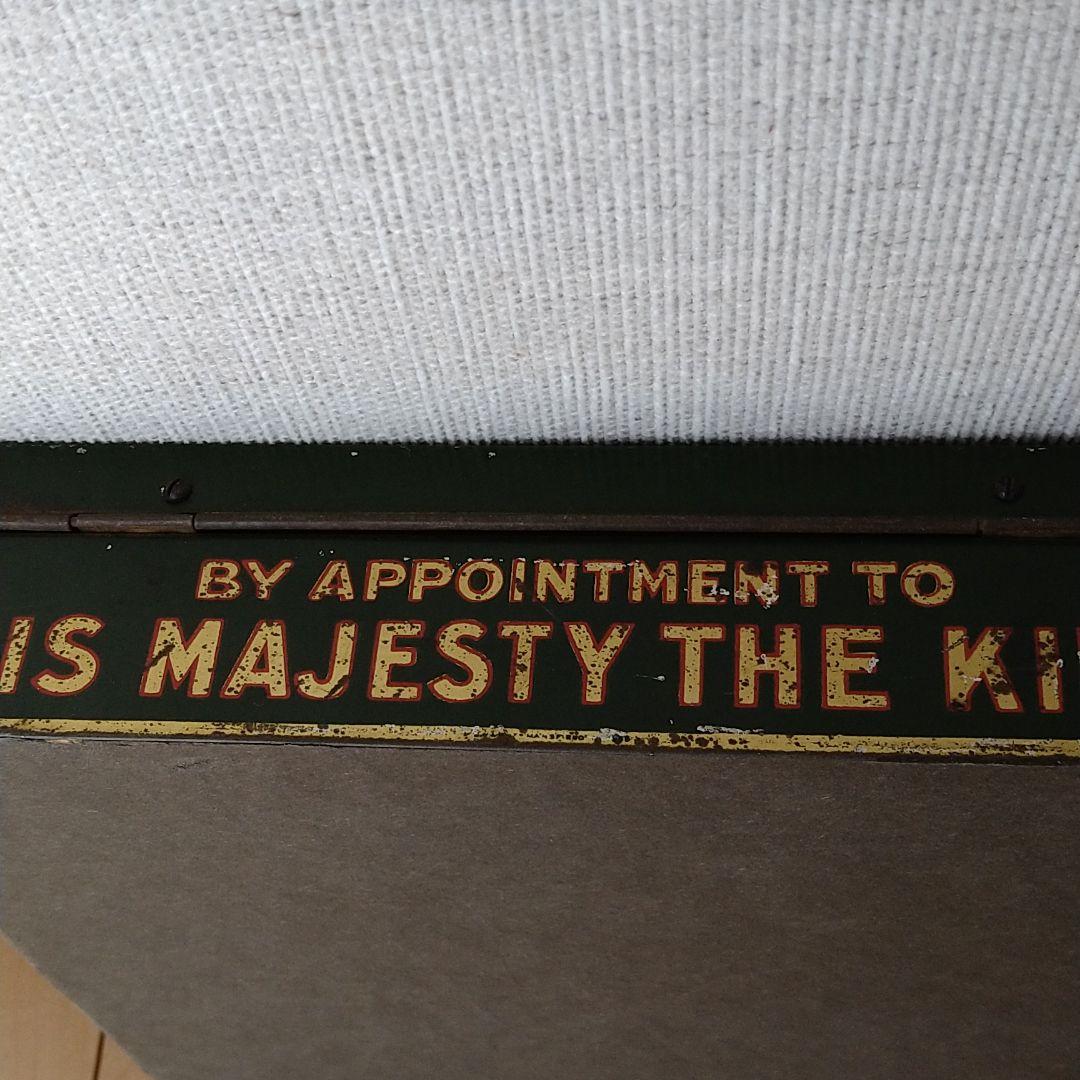 BY APPOINTMENT TO
IS MAJESTY THE KI